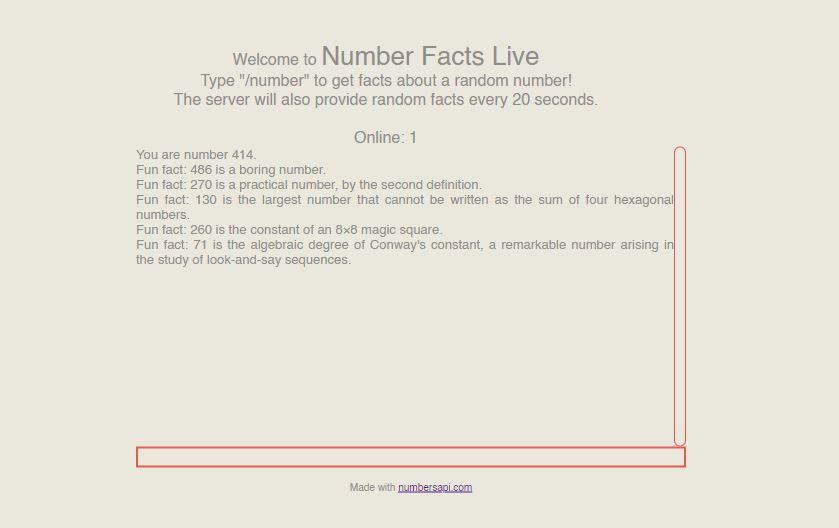 Welcome to Number Facts Live
Type "/number" to get facts about a random number!
The server will also provide random facts every 20 seconds.
Online: 1
You are number 414.
Fun fact: 486 is a boring number.
Fun fact: 270 is a practical number, by the second definition.
Fun fact: 130 is the largest number that cannot be written as the sum of four hexagonal
numbers.
Fun fact: 260 is the constant of an 8×8 magic square.
Fun fact: 71 is the algebraic degree of Conway's constant, a remarkable number arising in
the study of look-and-say sequences.
Made with numbersapi.com